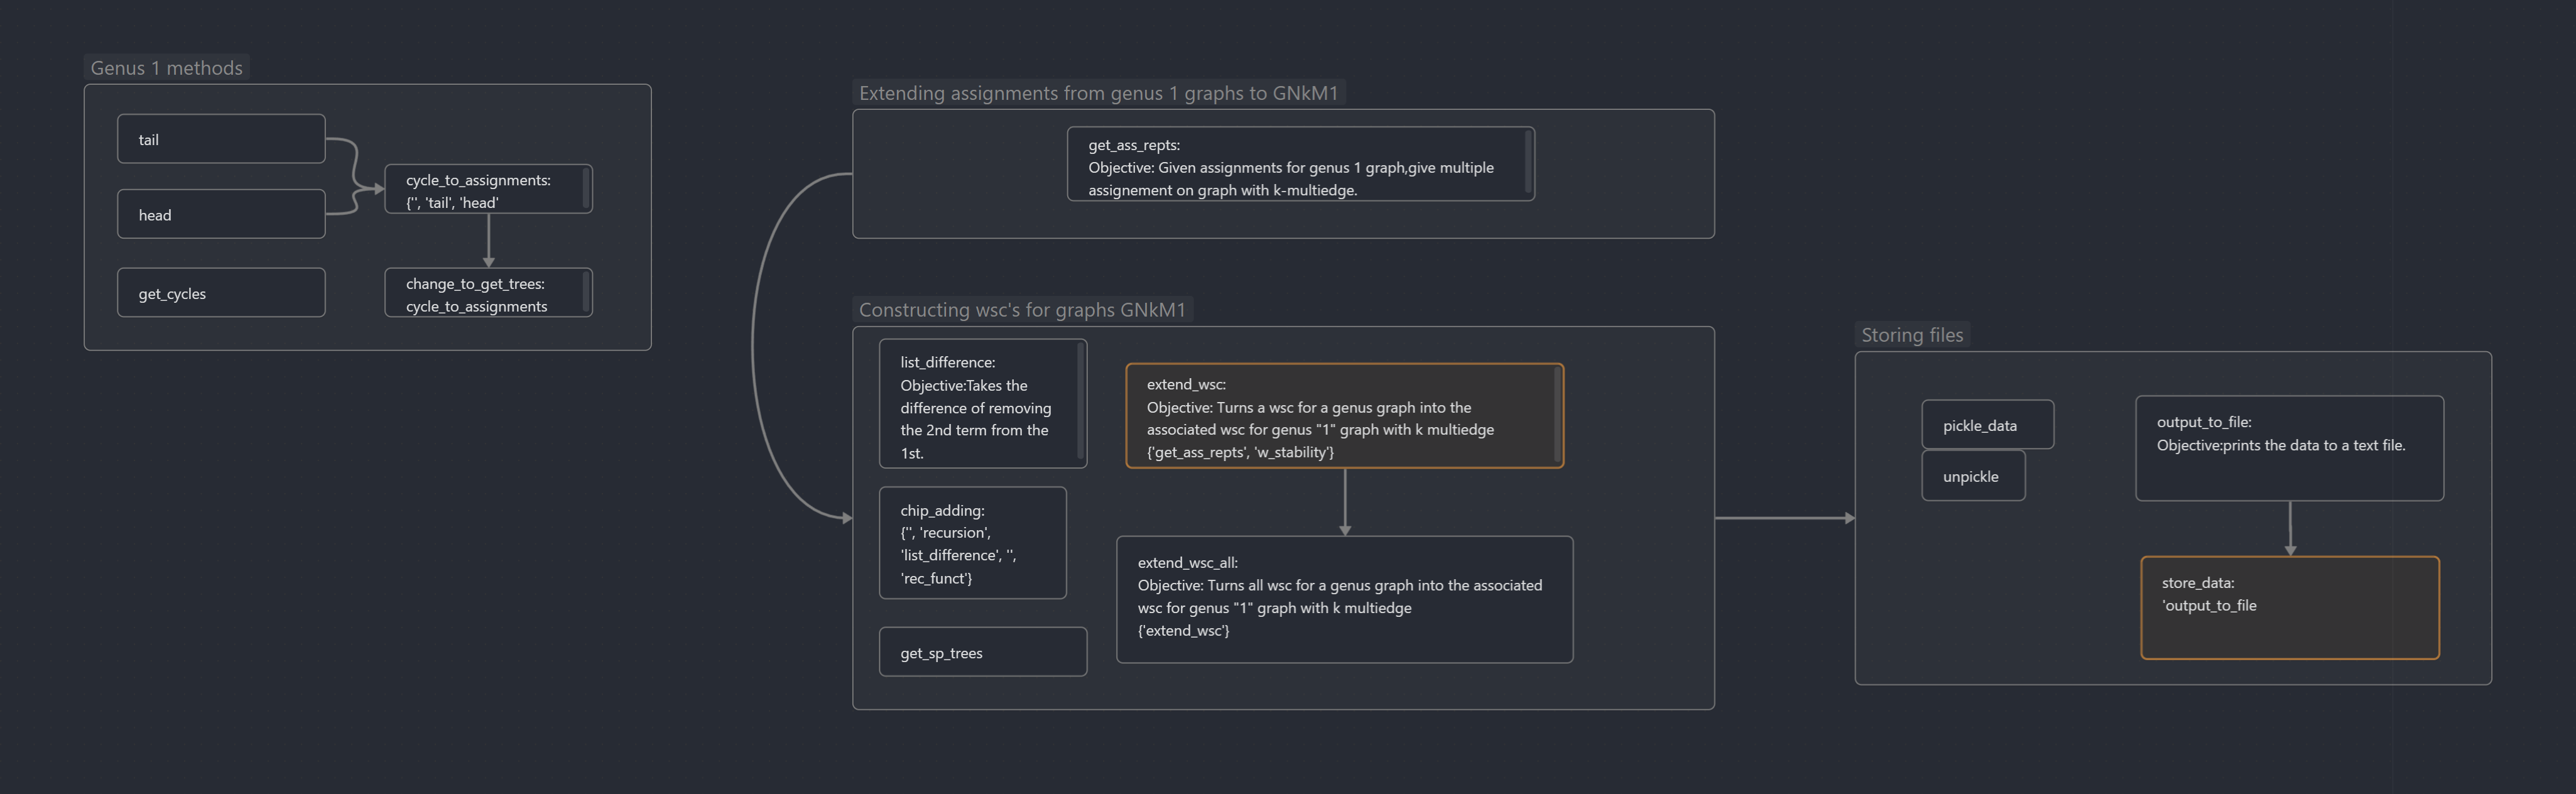 Genus 1 methods
tail
head
get_cycles
cycle_to_assignments:
{'', 'tail', 'head'
change_to_get_trees:
cycle_to_assignments
Extending assignments from genus 1 graphs to GNkM1
get_ass_repts:
Objective: Given assignments for genus 1 graph,give multiple
assignement on graph with k-multiedge.
Constructing wsc's for graphs GNkM1
list_difference:
Objective:Takes the
difference of removing
the 2nd term from the
1st.
chip_adding:
{'', 'recursion',
'list_difference', '',
'rec_funct'}
get_sp_trees
extend_wsc:
Objective: Turns a wsc for a genus graph into the
associated wsc for genus "1" graph with k multiedge
{'get_ass_repts', 'w_stability'}
extend_wsc_all:
Objective: Turns all wsc for a genus graph into the associated
wsc for genus "1" graph with k multiedge
{'extend_wsc'}
Storing files
pickle_data
unpickle
output_to_file:
Objective:prints the data to a text file.
store_data:
'output_to_file